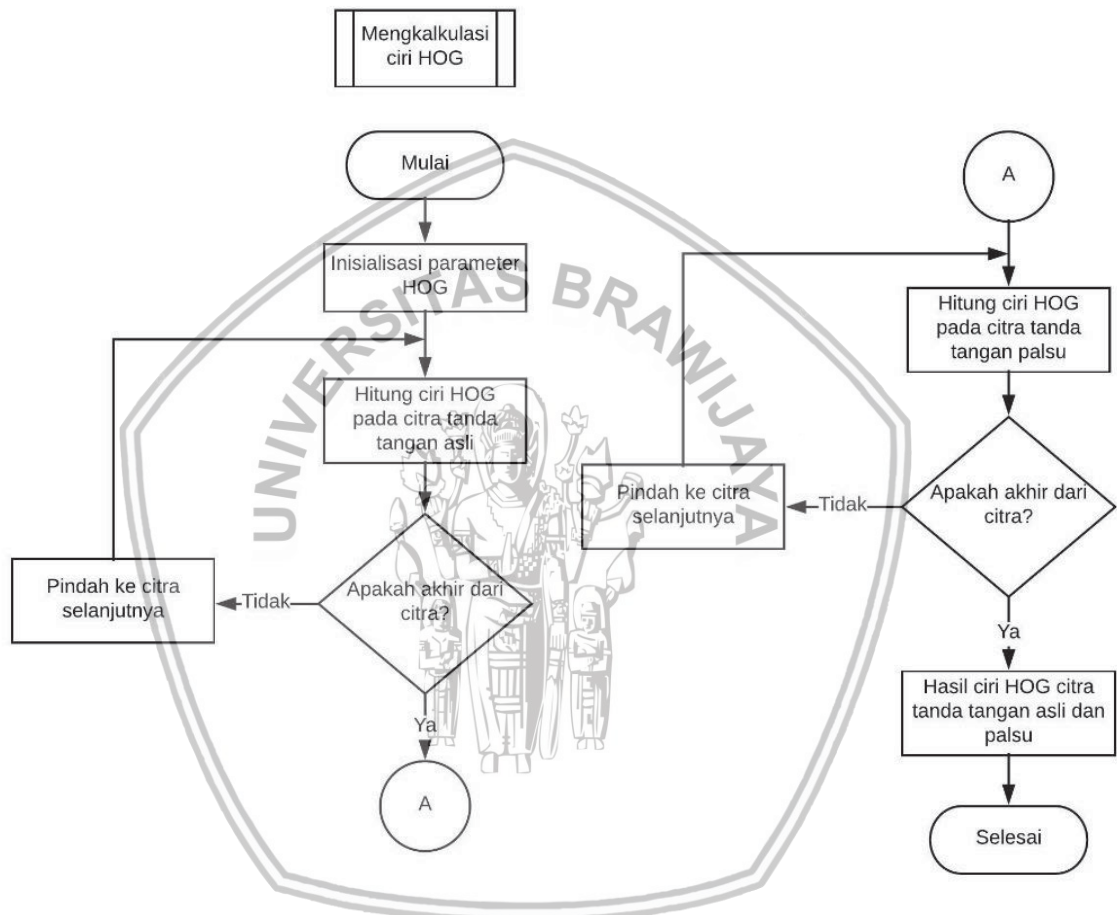 Mengkalkulasi
ciri HOG
Mulai
Inisialisasi parameter
HOG
Hitung ciri HOG
pada citra tanda
tangan asli
Apakah akhir dari
citra?
Tidak
Pindah ke citra
selanjutnya
Ya
A
A
Hitung ciri HOG
pada citra tanda
tangan palsu
Apakah akhir dari
citra?
Tidak
Pindah ke citra
selanjutnya
Ya
Hasil ciri HOG citra
tanda tangan asli dan
palsu
Selesai
UNIVERSITAS BRAWIJAYA